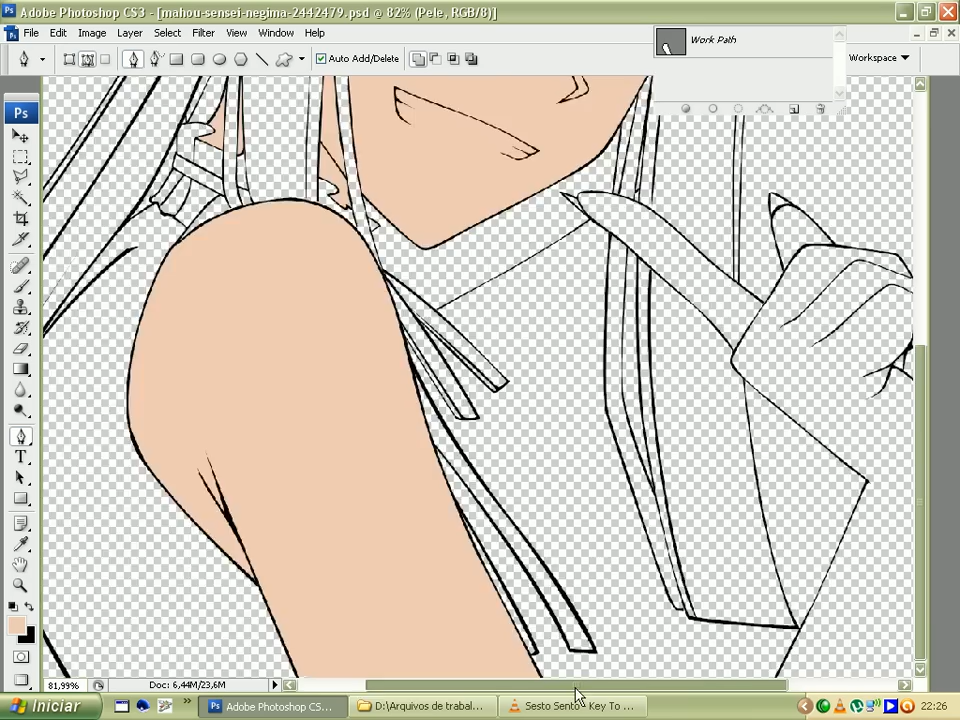 Adobe Photoshop CS3 - [mahou-sensei-negima-2442479.psd @ 82% (Pele, RGB/8)]
File Edit Image Layer Select Filter View Window Help
Auto Add/Delete
Work Path
Workspace
Ps
T
81,99%
Doc: 6,44M/23,6M
Iniciar
»
Adobe Photoshop CS...
D:\Arquivos de trabal...
Sesto Sento - Key To ...
22:26